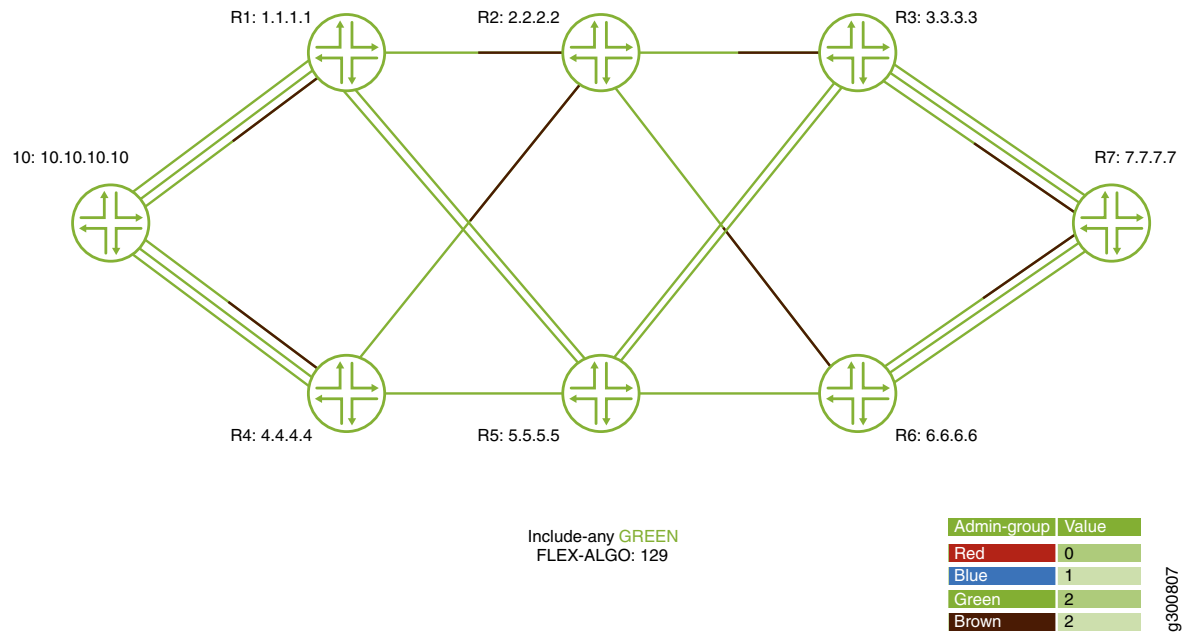 R1: 1.1.1.1
R2: 2.2.2.2
R3: 3.3.3.3
10: 10.10.10.10
R7: 7.7.7.7
R4: 4.4.4.4
R5: 5.5.5.5
R6: 6.6.6.6
Include-any GREEN
FLEX-ALGO: 129
Admin-group Value
Red 0
Blue 1
Green 2
Brown 2
g300807